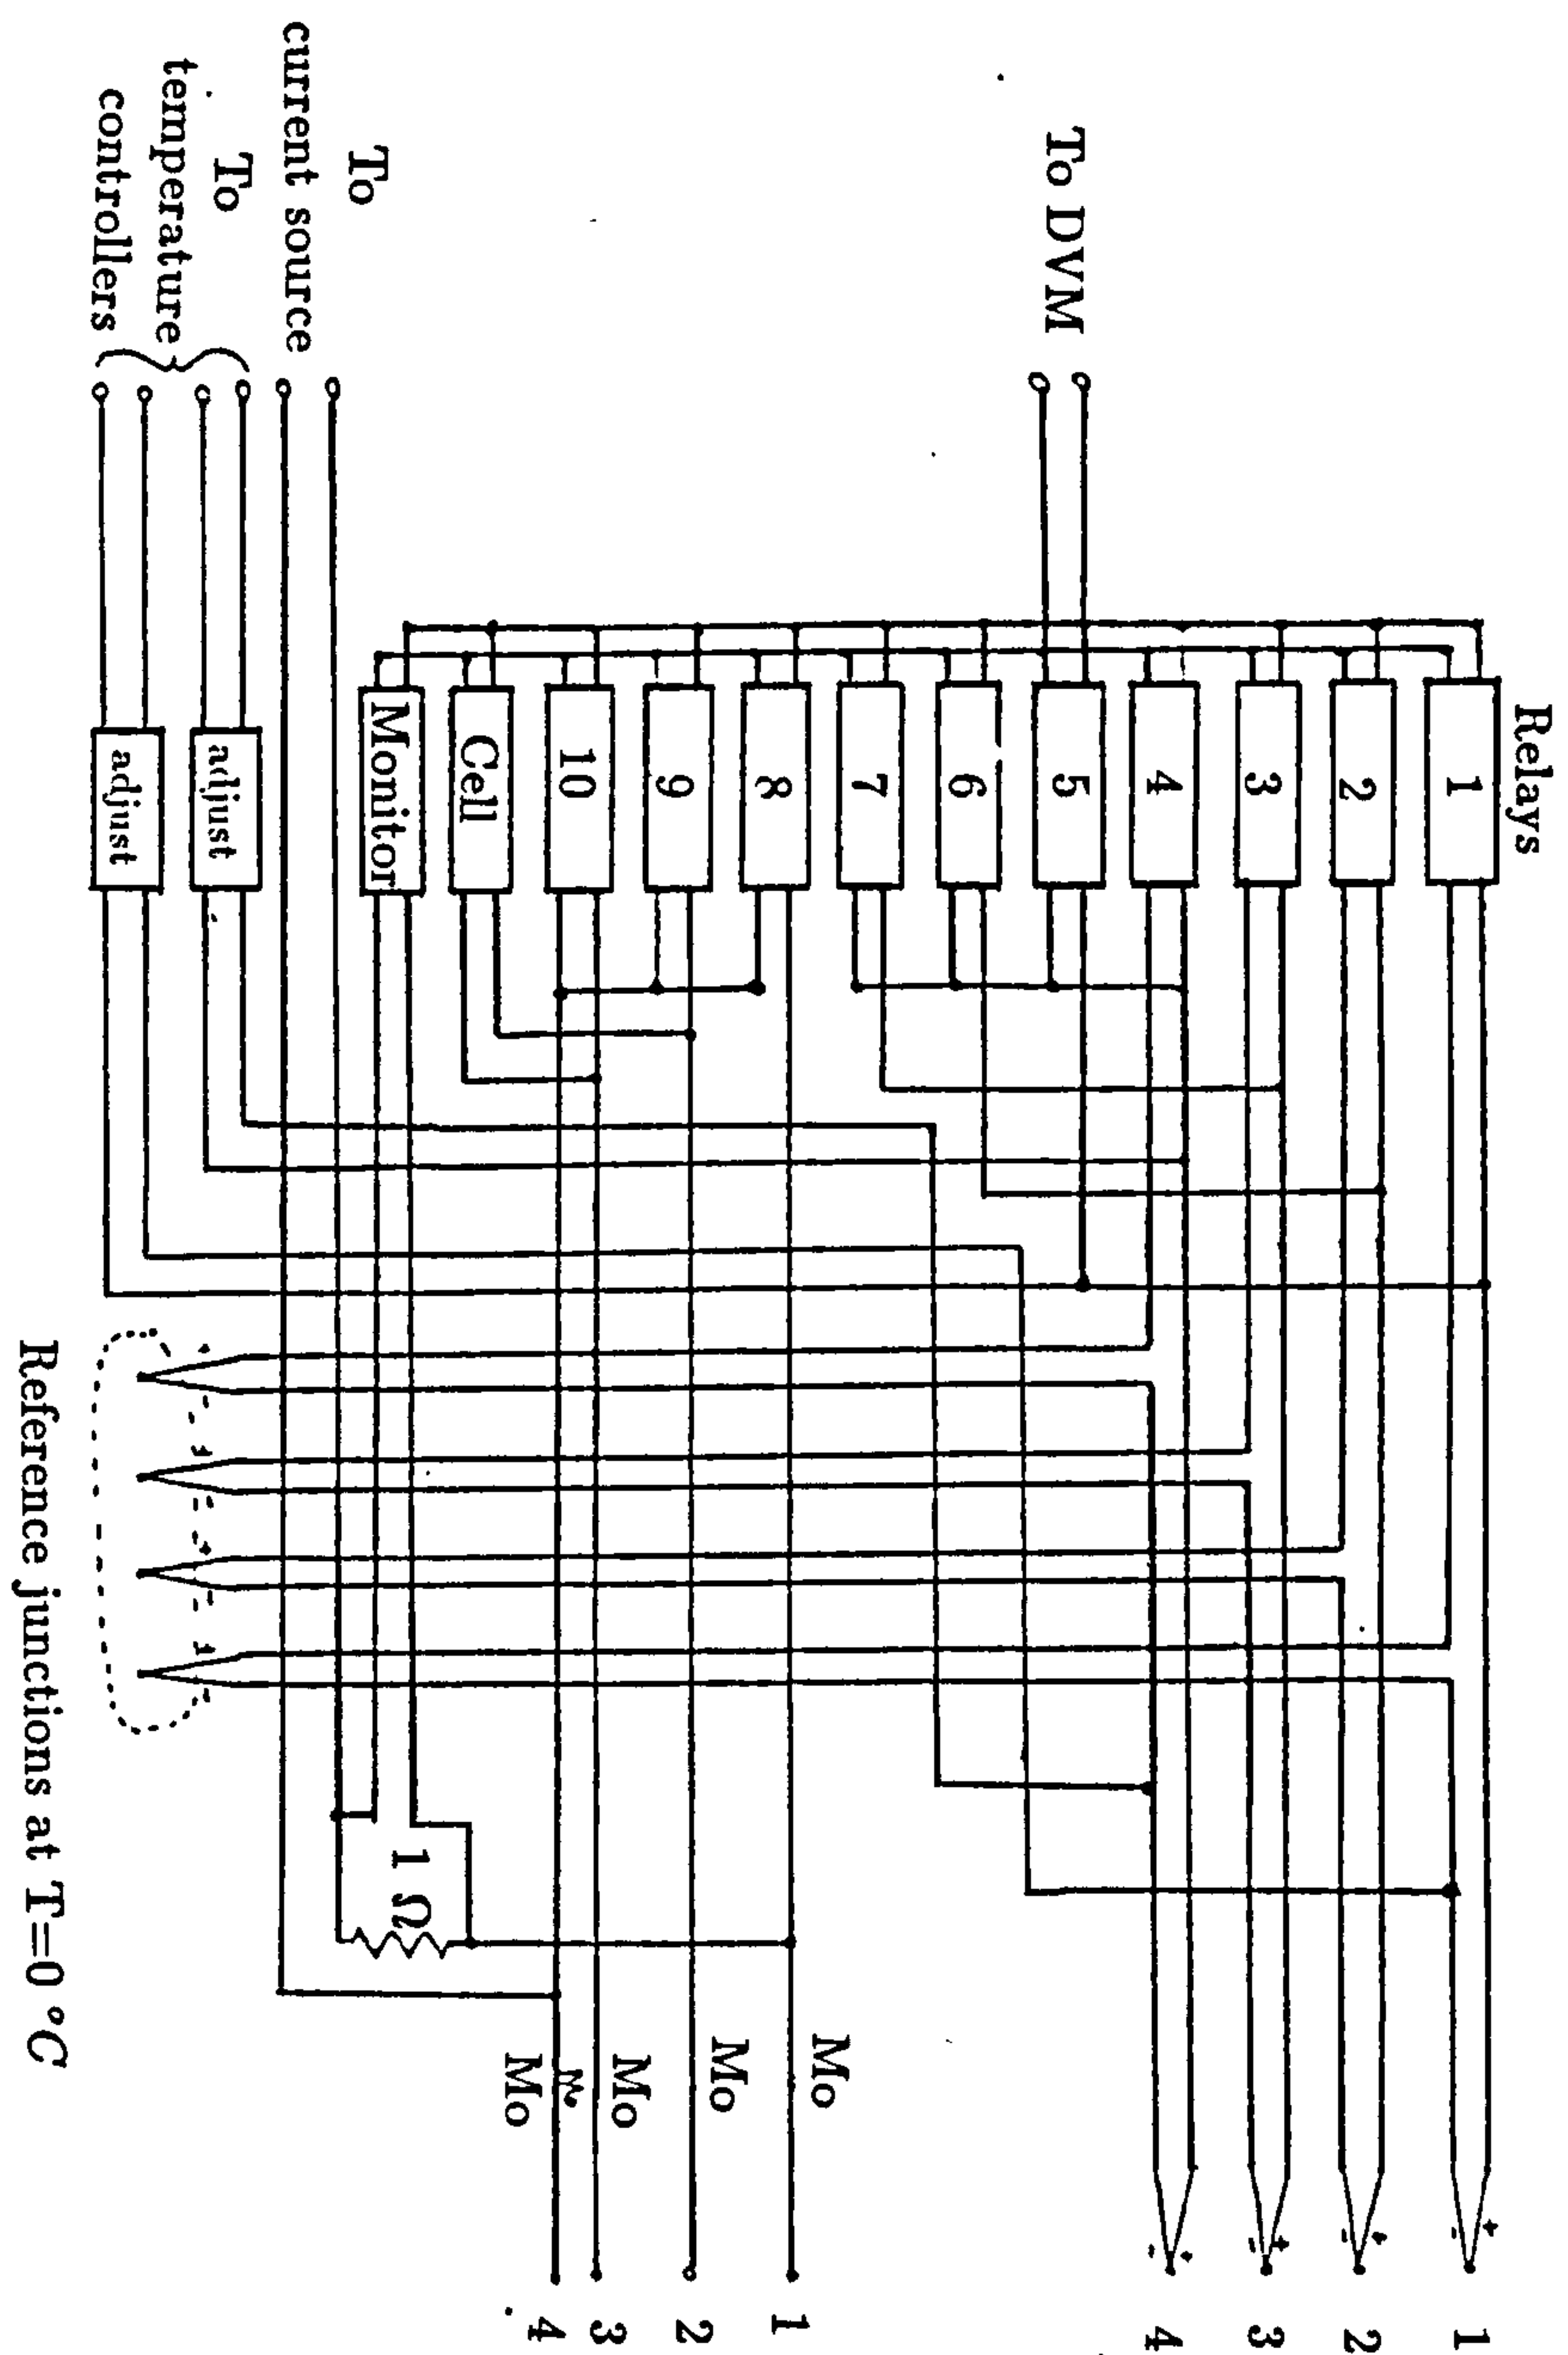 Relays
1
2
3
4
5
6
7
8
9
10
Cell
Monitor
adjust
adjust
To DVM
To
current source
To
temperature
controllers
1 Ω
+
-
1
+
-
2
+
-
3
+
-
4
Mo
1
Mo
2
Mo
3
Mo
4
Reference junctions at T=0 °C